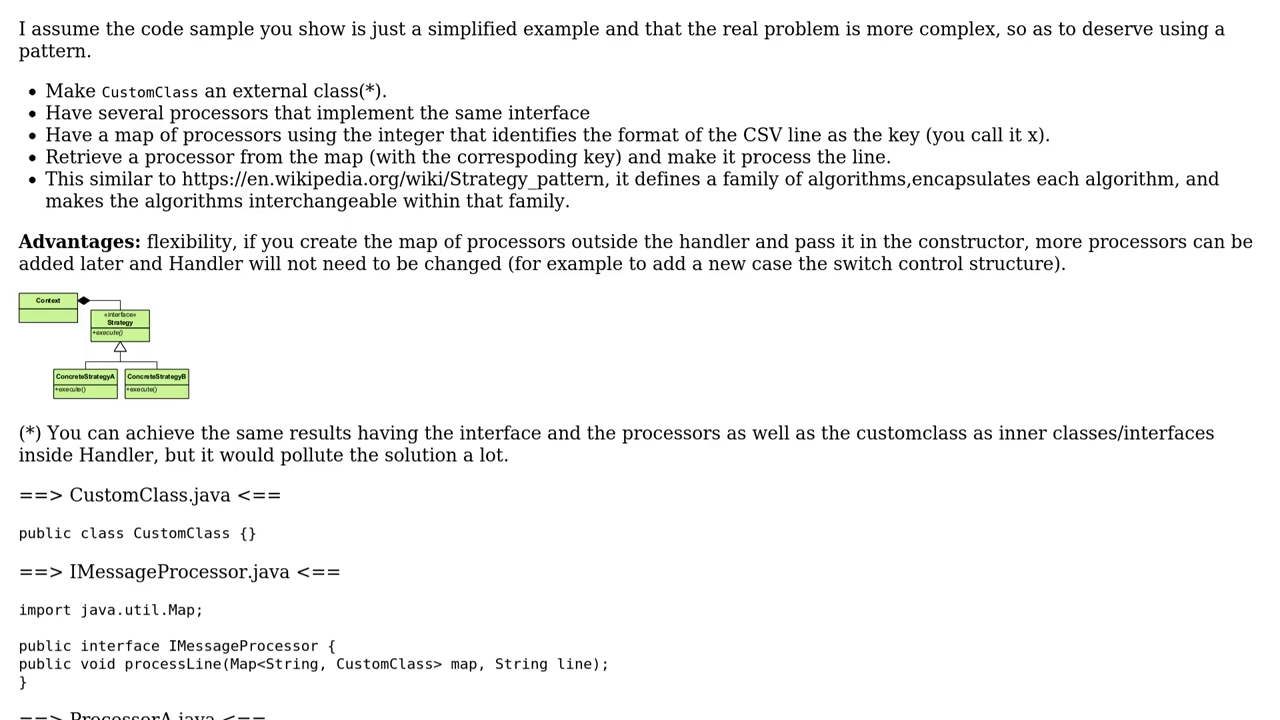 I assume the code sample you show is just a simplified example and that the real problem is more complex, so as to deserve using a
pattern.
• Make CustomClass an external class(*).
• Have several processors that implement the same interface
• Have a map of processors using the integer that identifies the format of the CSV line as the key (you call it x).
• Retrieve a processor from the map (with the correspoding key) and make it process the line.
• This similar to https://en.wikipedia.org/wiki/Strategy_pattern, it defines a family of algorithms,encapsulates each algorithm, and
makes the algorithms interchangeable within that family.
Advantages: flexibility, if you create the map of processors outside the handler and pass it in the constructor, more processors can be
added later and Handler will not need to be changed (for example to add a new case the switch control structure).
Context
«interface»
Strategy
+execute()
ConcreteStrategyA
+execute()
ConcreteStrategyB
+execute()
(*) You can achieve the same results having the interface and the processors as well as the customclass as inner classes/interfaces
inside Handler, but it would pollute the solution a lot.
==> CustomClass.java <==
public class CustomClass {}
==> IMessageProcessor.java <==
import java.util.Map;
public interface IMessageProcessor {
public void processLine(Map<String, CustomClass> map, String line);
}
==> ProcessorA.java <==